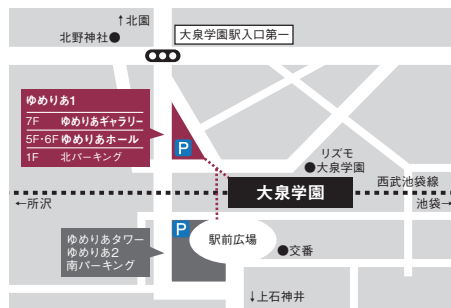 ↑北園
北野神社●
大泉学園駅入口第一
ゆめりあ1
7F ゆめりあギャラリー
5F・6F ゆめりあホール
1F 北パーキング
P
リズモ
●大泉学園
西武池袋線
大泉学園
←所沢
池袋→
P
ゆめりあタワー
ゆめりあ2
南パーキング
駅前広場
●交番
↓上石神井